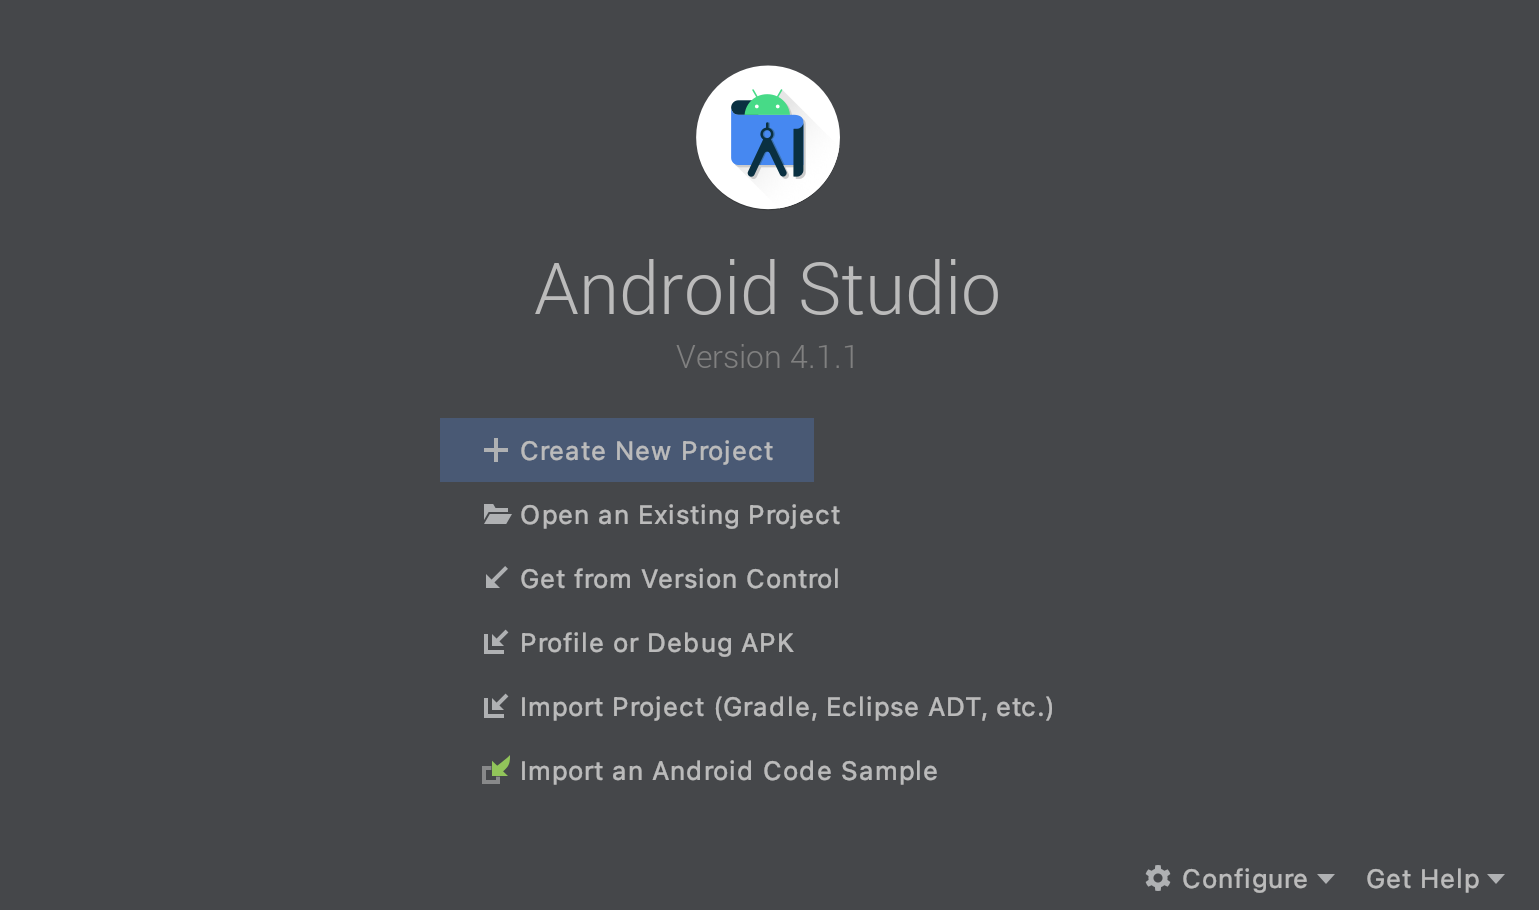 Android Studio
Version 4.1.1
Create New Project
Open an Existing Project
Get from Version Control
Profile or Debug APK
Import Project (Gradle, Eclipse ADT, etc.)
Import an Android Code Sample
Configure Get Help